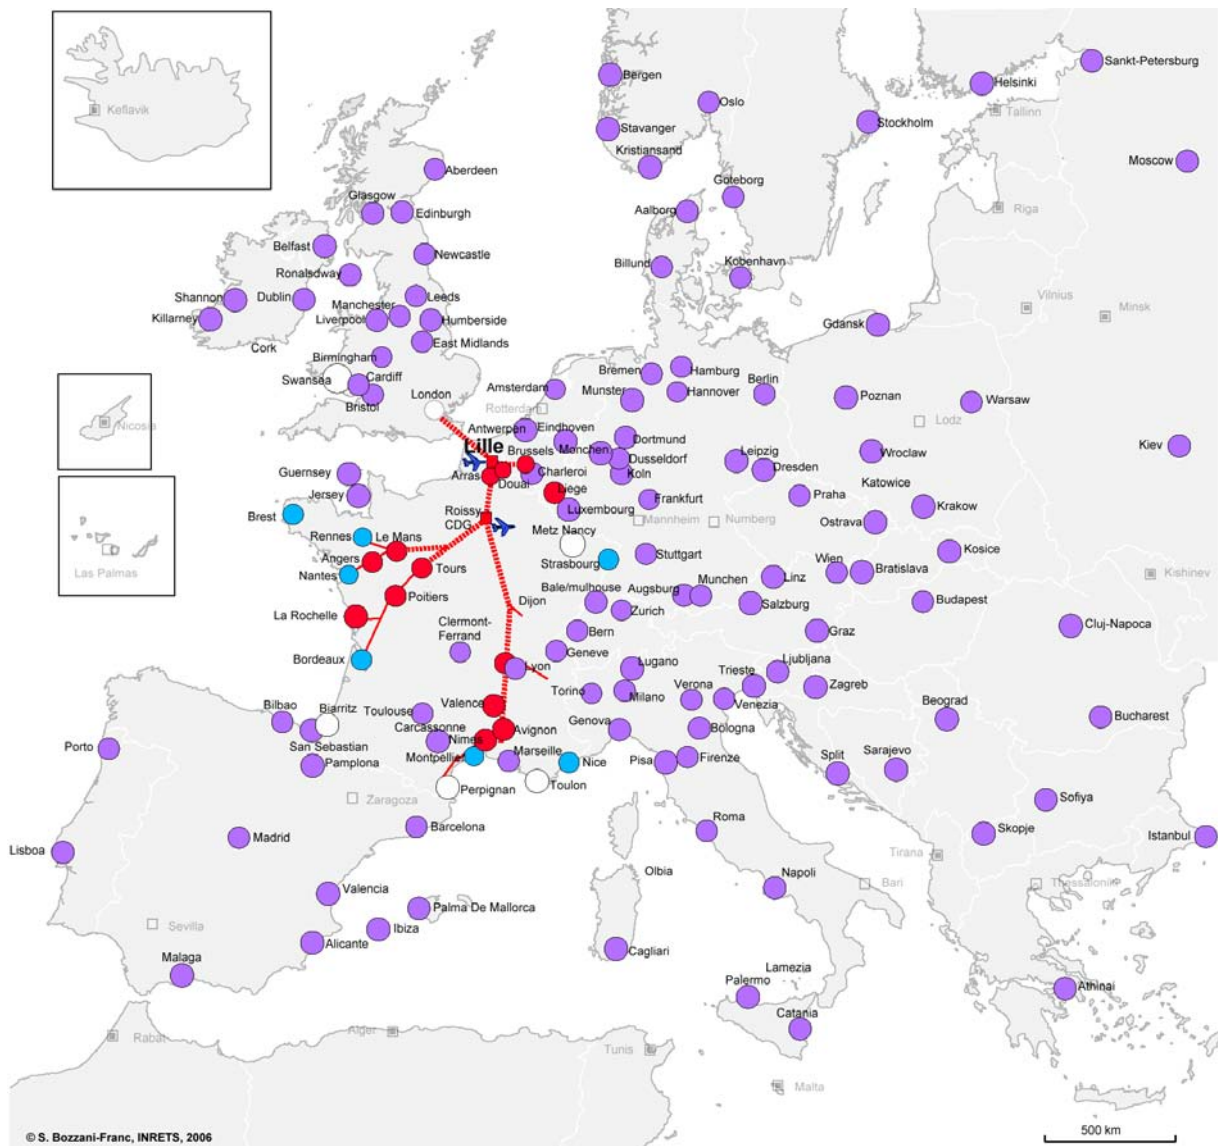 Sankt-Petersburg
Bergen
Helsinki
Keflavik
Oslo
Tallinn
Stockholm
Stavanger
Kristiansand
Moscow
Aberdeen
Göteborg
Glasgow
Edinburgh
Aalborg
Riga
Belfast
Newcastle
Billund
Kobenhavn
Ronalsdway
Shannon
Dublin
Leeds
Manchester
Vilnius
Minsk
Killarney
Liverpool
Humberside
Gdansk
Cork
East Midlands
Birmingham
Hamburg
Bremen
Swansea
Cardiff
Amsterdam
Munster
Hannover
Berlin
London
Bristol
Rotterdam
Poznan
Warsaw
Lodz
Nicosia
Antwerpen
Eindhoven
Lille
Dortmund
Kiev
Brussels
Monchen
Leipzig
Wroclaw
Dusseldorf
Guernsey
Arras
Charleroi
Koln
Dresden
Douai
Katowice
Jersey
Liege
Frankfurt
Praha
Krakow
Brest
Roissy
CDG
Luxembourg
Mannheim
Nurnberg
Ostrava
Rennes
Le Mans
Metz Nancy
Kosice
Angers
Strasbourg
Stuttgart
Wien
Las Palmas
Tours
Bratislava
Kishinev
Nantes
Bale/mulhouse
Augsburg
Munchen
Linz
Poitiers
Dijon
Zurich
Salzburg
Budapest
La Rochelle
Clermont-
Ferrand
Bern
Graz
Cluj-Napoca
Bordeaux
Geneve
Lugano
Ljubljana
Lyon
Trieste
Torino
Milano
Verona
Zagreb
Valence
Venezia
Beograd
Bilbao
Biarritz
Toulouse
Bucharest
Carcassonne
Avignon
Genova
Bologna
Porto
San Sebastian
Nimes
Montpellier
Marseille
Nice
Pisa
Firenze
Split
Sarajevo
Pamplona
Perpignan
Toulon
Zaragoza
Sofiya
Barcelona
Roma
Skopje
Istanbul
Madrid
Lisboa
Tirana
Olbia
Napoli
Bari
Thessaloniki
Valencia
Palma De Mallorca
Sevilla
Ibiza
Alicante
Cagliari
Malaga
Lamezia
Palermo
Athinai
Catania
Rabat
Alger
Tunis
Malta
© S. Bozzani-Franc, INRETS, 2006
500 km